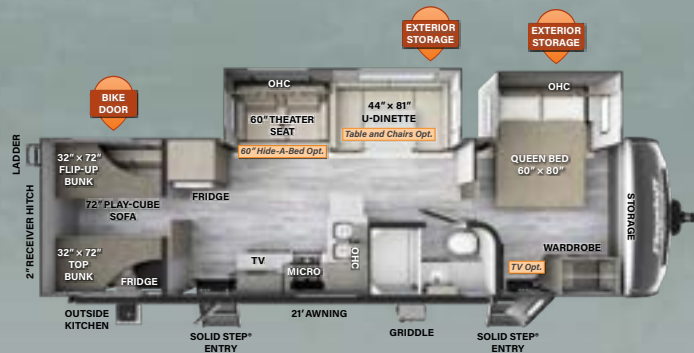 EXTERIOR
STORAGE
EXTERIOR
STORAGE
BIKE
DOOR
OHC
60" THEATER
SEAT
60" Hide-A-Bed Opt.
44" × 81"
U-DINETTE
Table and Chairs Opt.
OHC
QUEEN BED
60" × 80"
LADDER
32" × 72"
FLIP-UP
BUNK
FRIDGE
72" PLAY-CUBE
SOFA
2" RECEIVER HITCH
32" × 72"
TOP
BUNK
FRIDGE
TV
MICRO
OHC
WARDROBE
TV Opt.
STORAGE
OUTSIDE
KITCHEN
SOLID STEP®
ENTRY
21' AWNING
GRIDDLE
SOLID STEP®
ENTRY